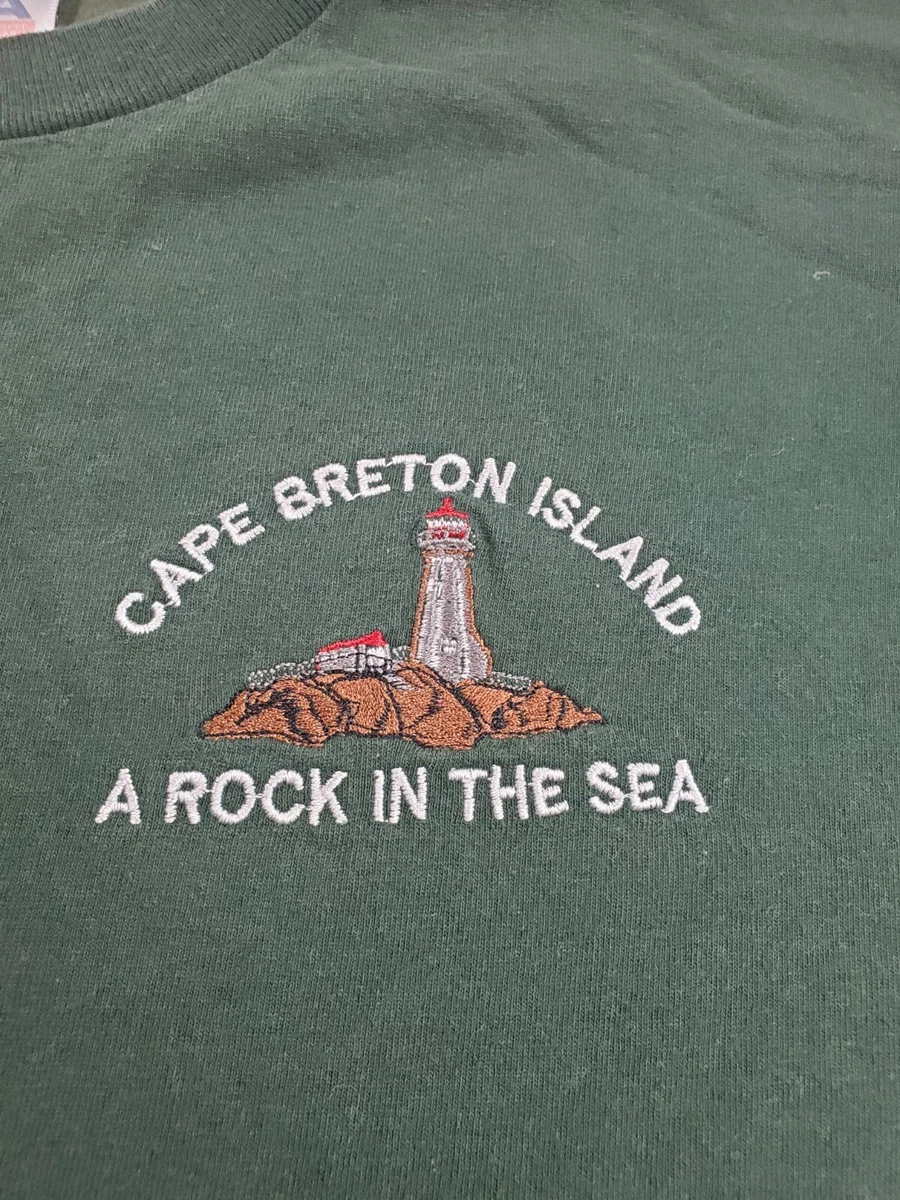 CAPE BRETON ISLAND
A ROCK IN THE SEA